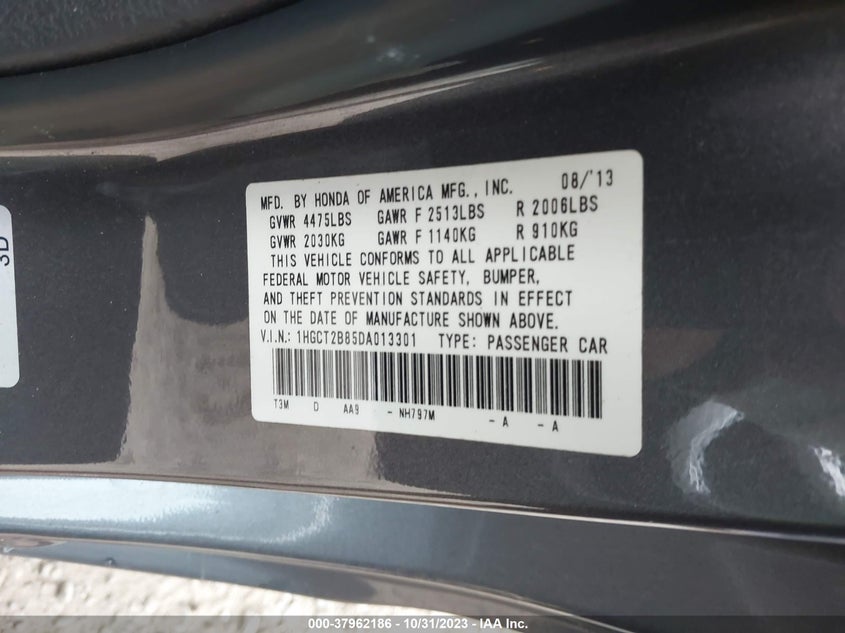 3D
MFD. BY HONDA OF AMERICA MFG., INC. 08/'13
GVWR 4475LBS GAWR F 2513LBS R 2006LBS
GVWR 2030KG GAWR F 1140KG R 910KG
THIS VEHICLE CONFORMS TO ALL APPLICABLE
FEDERAL MOTOR VEHICLE SAFETY, BUMPER,
AND THEFT PREVENTION STANDARDS IN EFFECT
ON THE DATE OF MANUFACTURE SHOWN ABOVE.
V.I.N.: 1HGCT2B85DA013301 TYPE: PASSENGER CAR
T3M D AA9 - NH797M - A - A
000-37962186 - 10/31/2023 - IAA Inc.